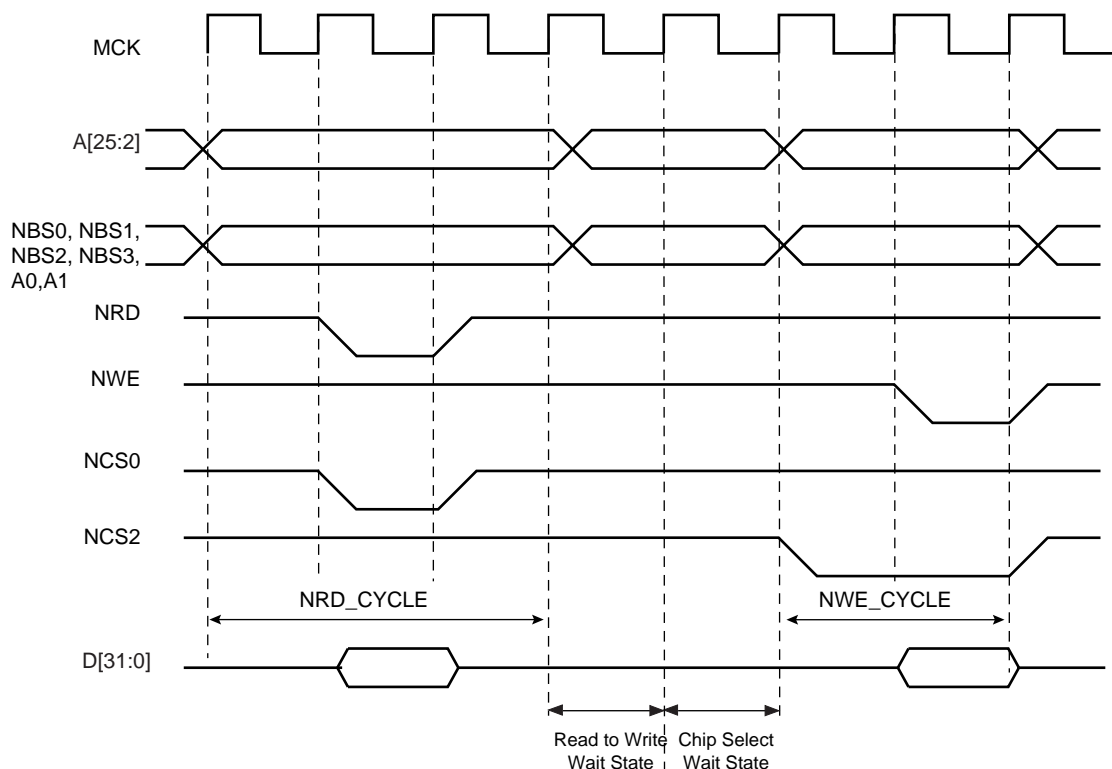 MCK
A[25:2]
NBS0, NBS1,
NBS2, NBS3,
A0,A1
NRD
NWE
NCS0
NCS2
NRD_CYCLE
NWE_CYCLE
D[31:0]
Read to Write
Wait State
Chip Select
Wait State